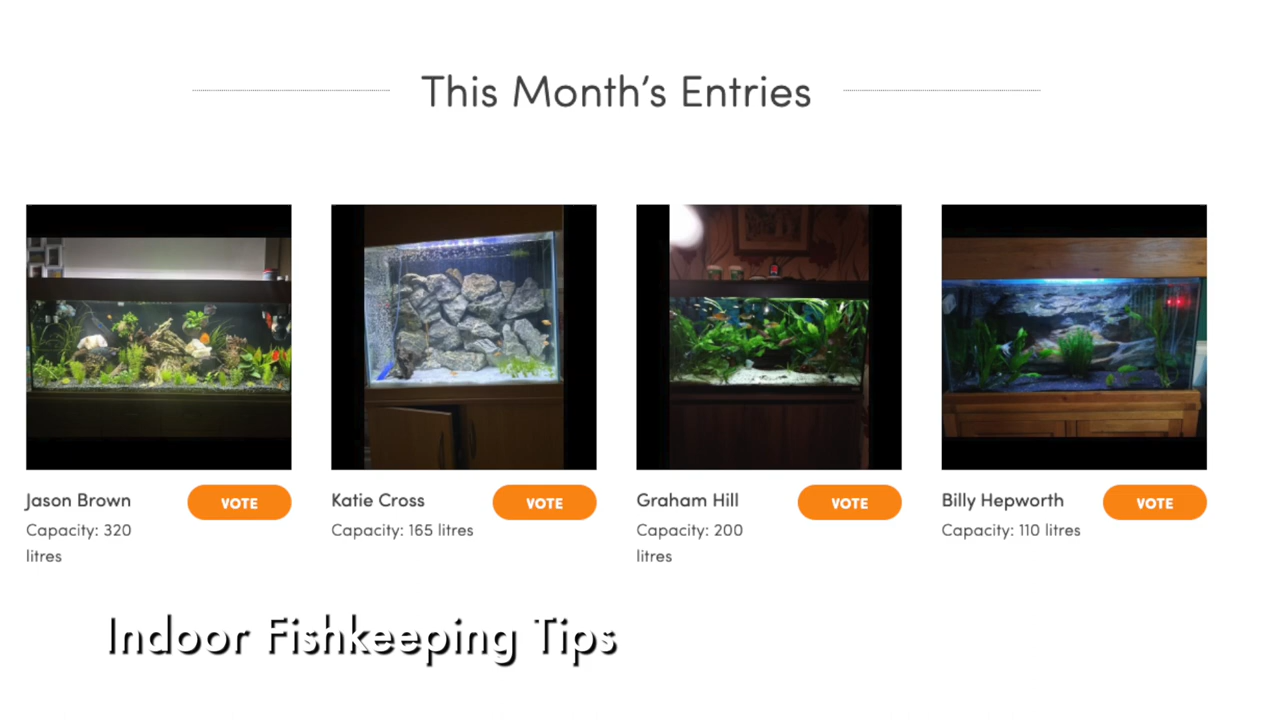 This Month's Entries
Jason Brown
VOTE
Capacity: 320
litres
Katie Cross
VOTE
Capacity: 165 litres
Graham Hill
VOTE
Capacity: 200
litres
Billy Hepworth
VOTE
Capacity: 110 litres
Indoor Fishkeeping Tips